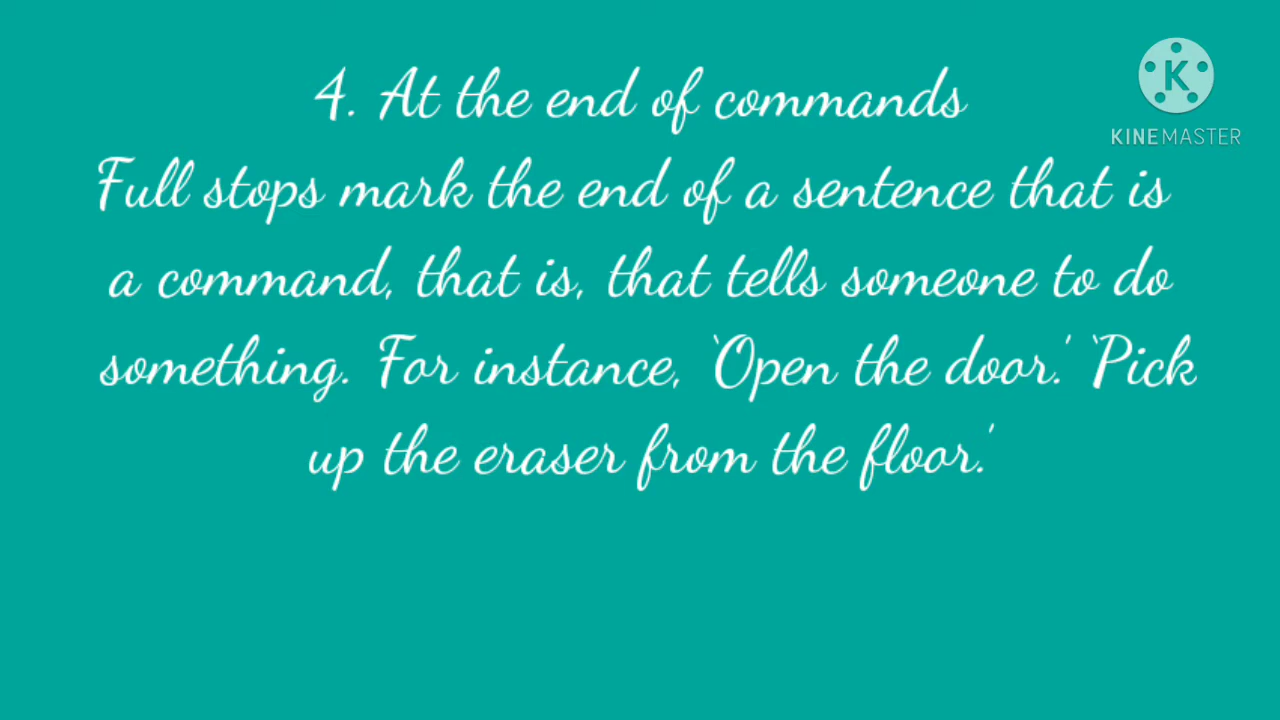 4. At the end of commands
K
KINEMASTER
Full stops mark the end of a sentence that is
a command, that is, that tells someone to do
something. For instance, 'Open the door.' 'Pick
up the eraser from the floor.'